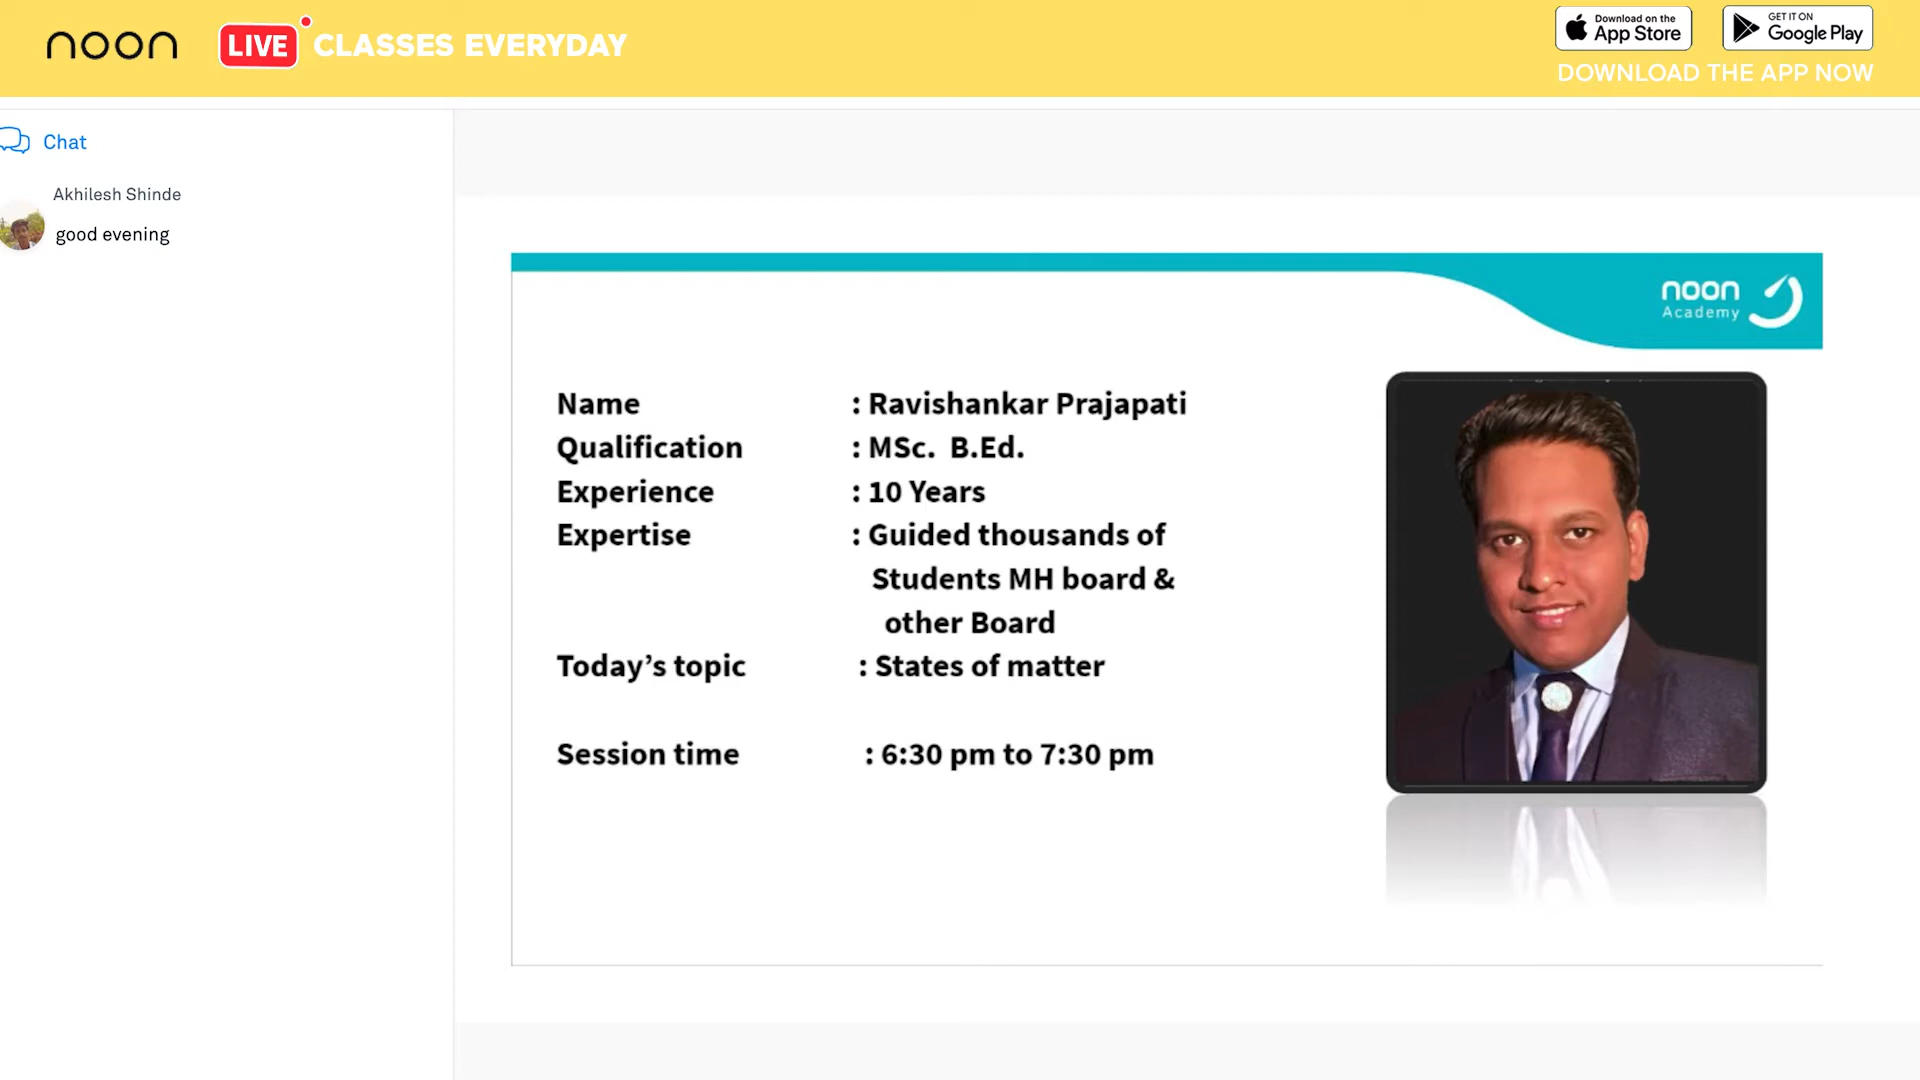 noon LIVE CLASSES EVERYDAY
Download on the App Store
GET IT ON Google Play
DOWNLOAD THE APP NOW
Chat
Akhilesh Shinde
good evening
noon
Academy
Name : Ravishankar Prajapati
Qualification : MSc. B.Ed.
Experience : 10 Years
Expertise : Guided thousands of
Students MH board &
other Board
Today’s topic : States of matter
Session time : 6:30 pm to 7:30 pm